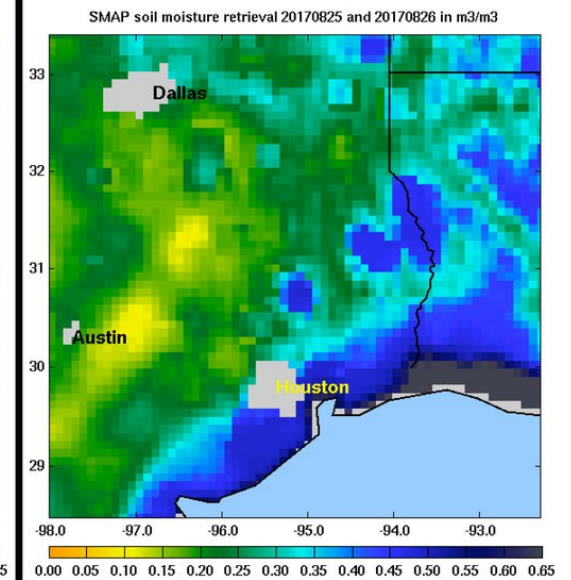 SMAP soil moisture retrieval 20170825 and 20170826 in m3/m3
33
Dallas
32
31
30
Austin
Houston
29
-98.0 -97.0 -96.0 -95.0 -94.0 -93.0
5 0.00 0.05 0.10 0.15 0.20 0.25 0.30 0.35 0.40 0.45 0.50 0.55 0.60 0.65